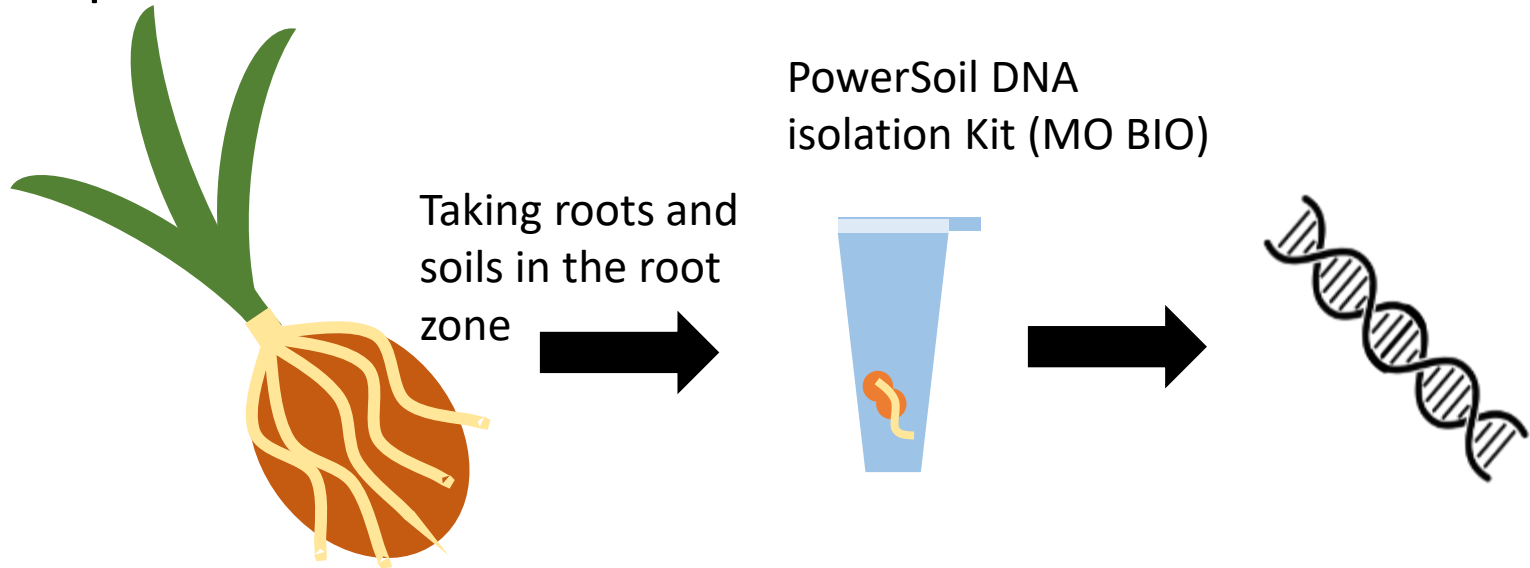 PowerSoil DNA
isolation Kit (MO BIO)
Taking roots and
soils in the root
zone